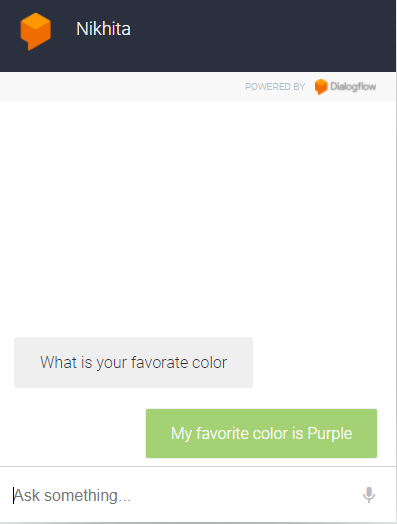 Nikhita
POWERED BY Dialogflow
What is your favorate color
My favorite color is Purple
Ask something...